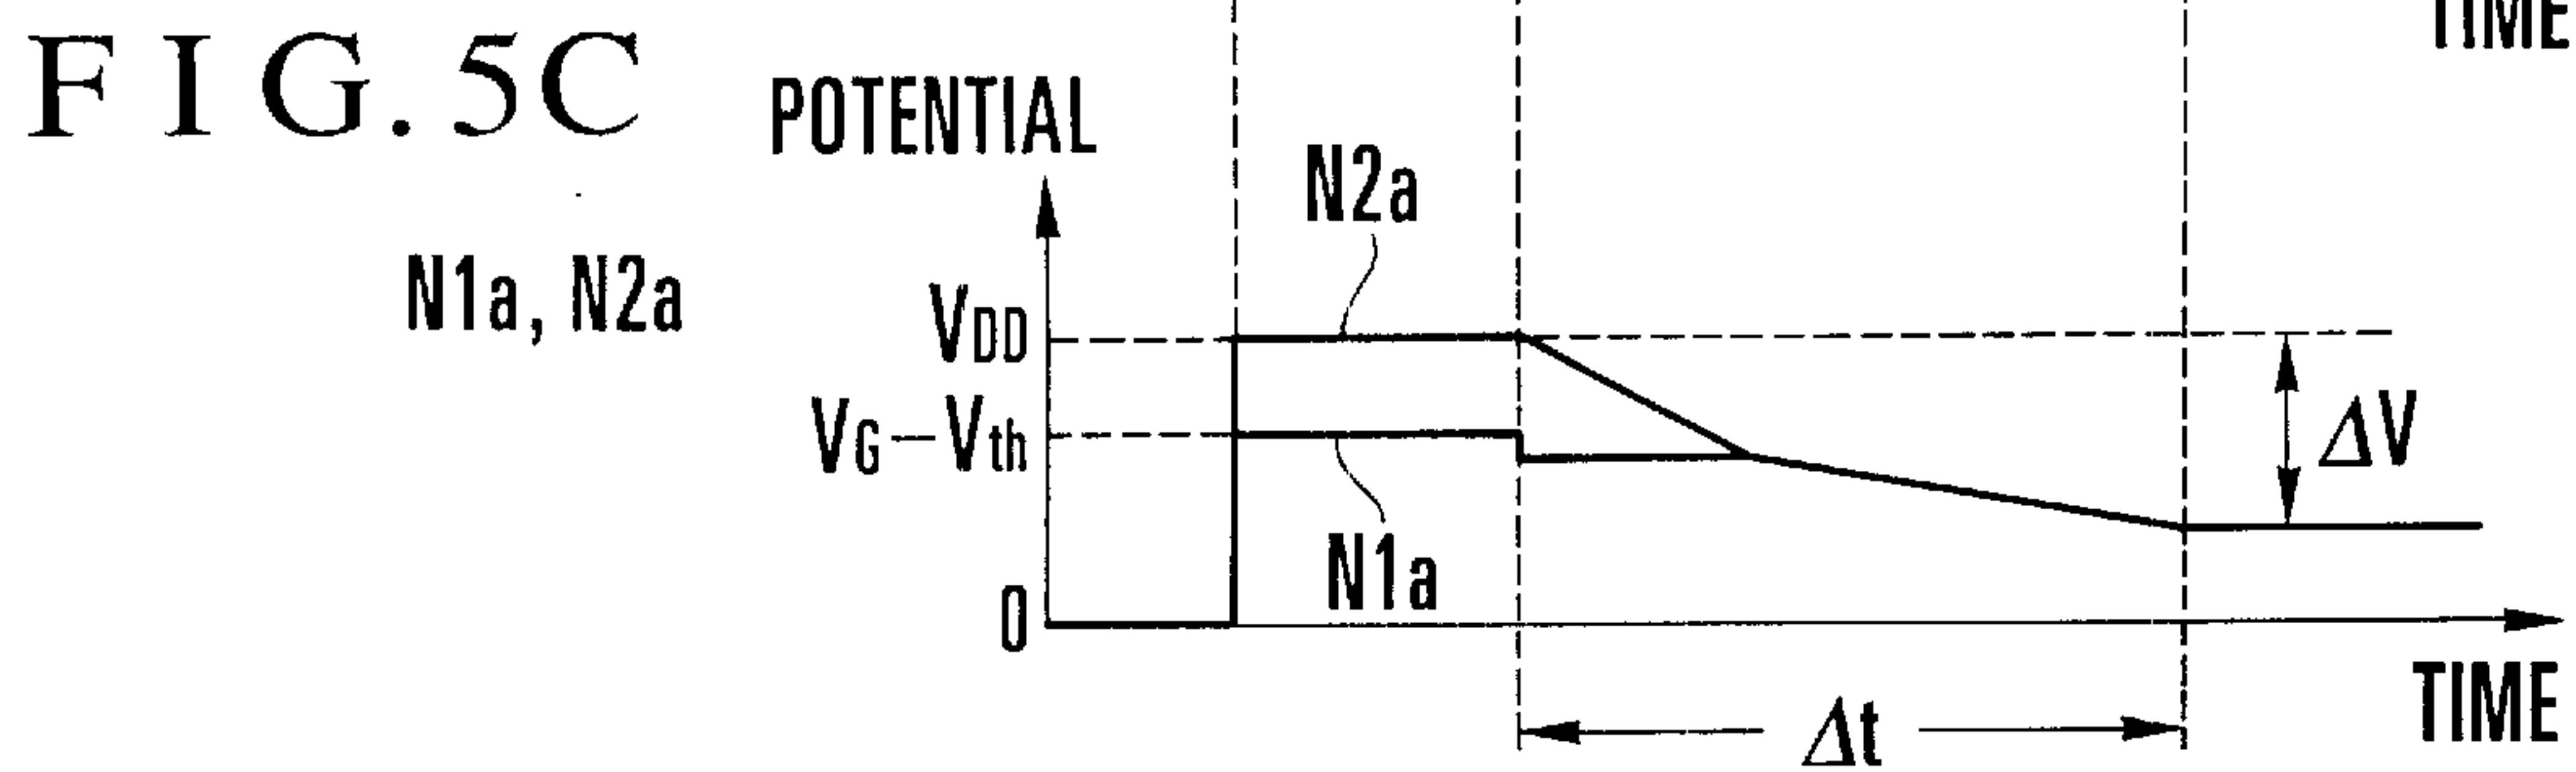 TIME
FIG. 5C
POTENTIAL
N2a
N1a, N2a
VDD
VG-Vth
ΔV
N1a
0
TIME
Δt